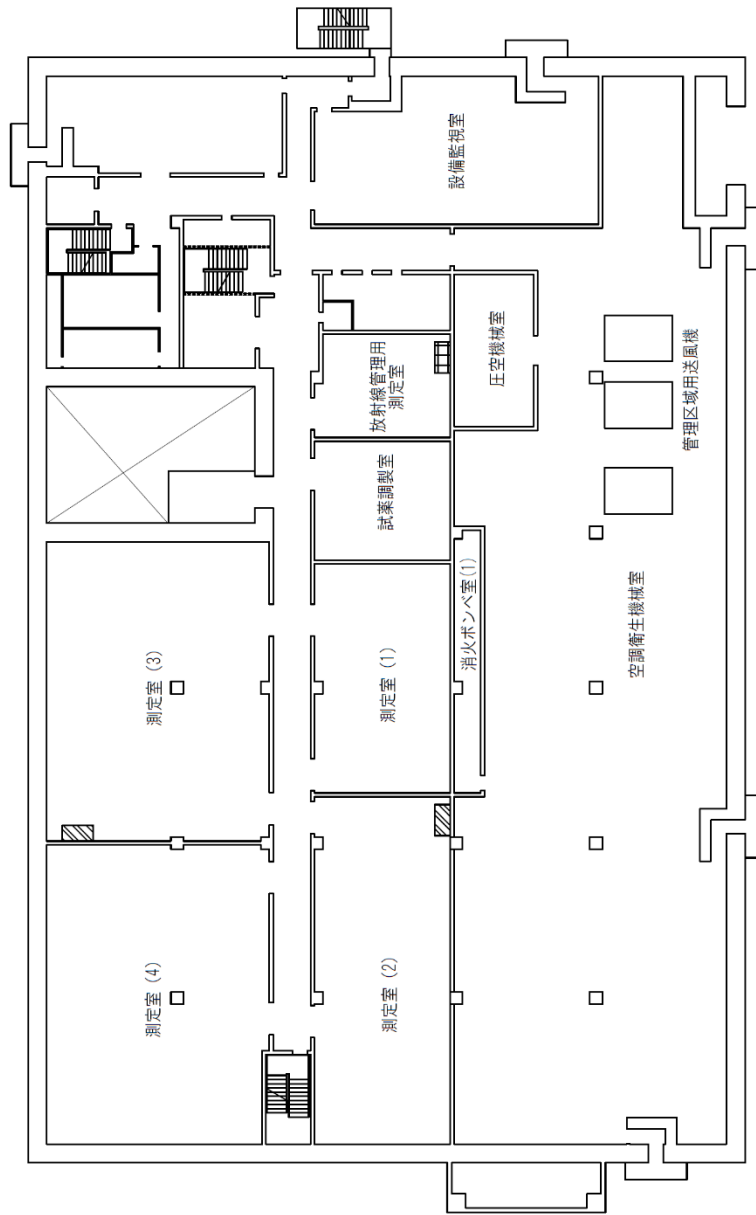 測定室 (4)
測定室 (3)
測定室 (2)
測定室 (1)
試薬調製室
放射線管理用
測定室
設備監視室
消火ボンベ室(1)
圧空機械室
空調衛生機械室
管理区域用送風機